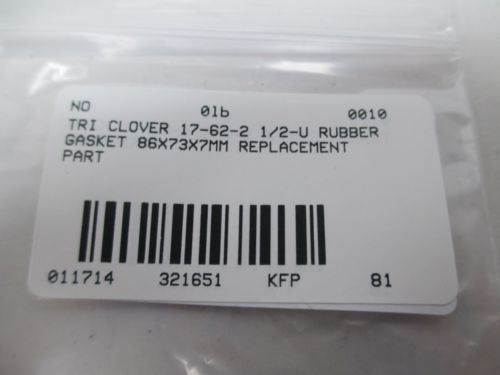 NO 01b 0010
TRI CLOVER 17-62-2 1/2-U RUBBER
GASKET 86X73X7MM REPLACEMENT
PART
011714 321651 KFP 81